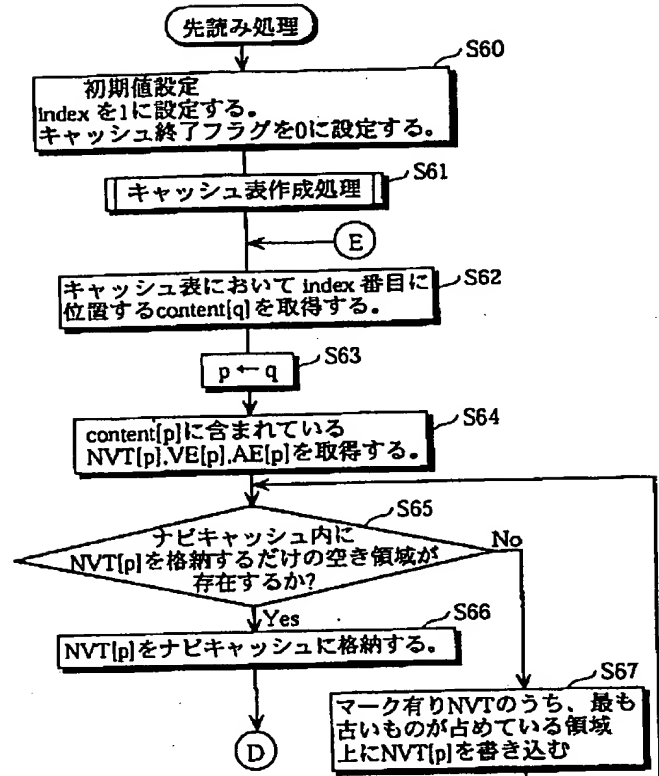 先読み処理
S60
初期値設定
indexを1に設定する。
キャッシュ終了フラグを0に設定する。
S61
キャッシュ表作成処理
E
S62
キャッシュ表において index 番目に
位置するcontent[q]を取得する。
S63
p ← q
S64
content[p]に含まれている
NVT[p],VE[p],AE[p]を取得する。
S65
ナビキャッシュ内に
NVT[p]を格納するだけの空き領域が
存在するか?
No
Yes
S66
NVT[p]をナビキャッシュに格納する。
S67
マーク有りNVTのうち、最も
古いものが占めている領域
上にNVT[p]を書き込む
D